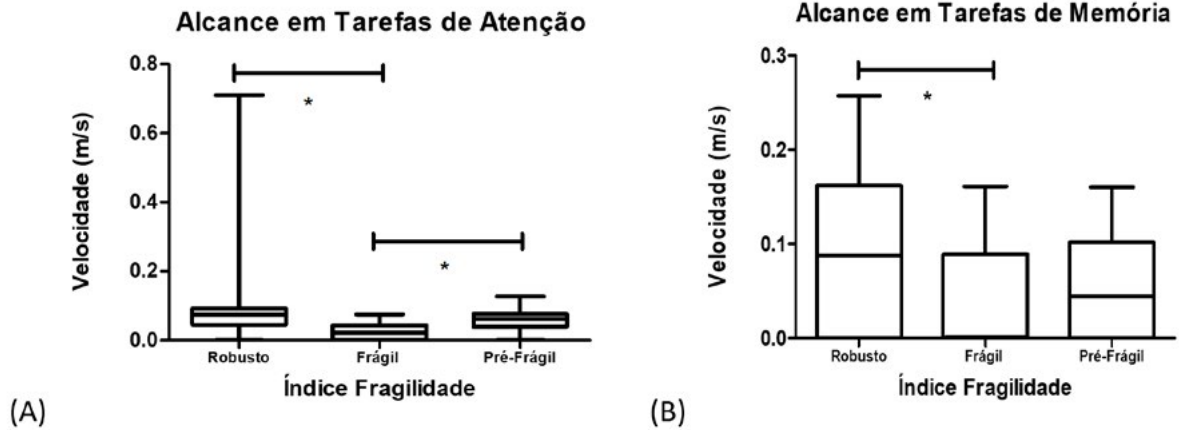 Alcance em Tarefas de Atenção
Velocidade (m/s)
0.8
0.6
0.4
0.2
0.0
*
*
Robusto
Frágil
Pré-Frágil
Índice Fragilidade
(A)
Alcance em Tarefas de Memória
Velocidade (m/s)
0.3
0.2
0.1
0.0
*
Robusto
Frágil
Pré-Frágil
Índice Fragilidade
(B)